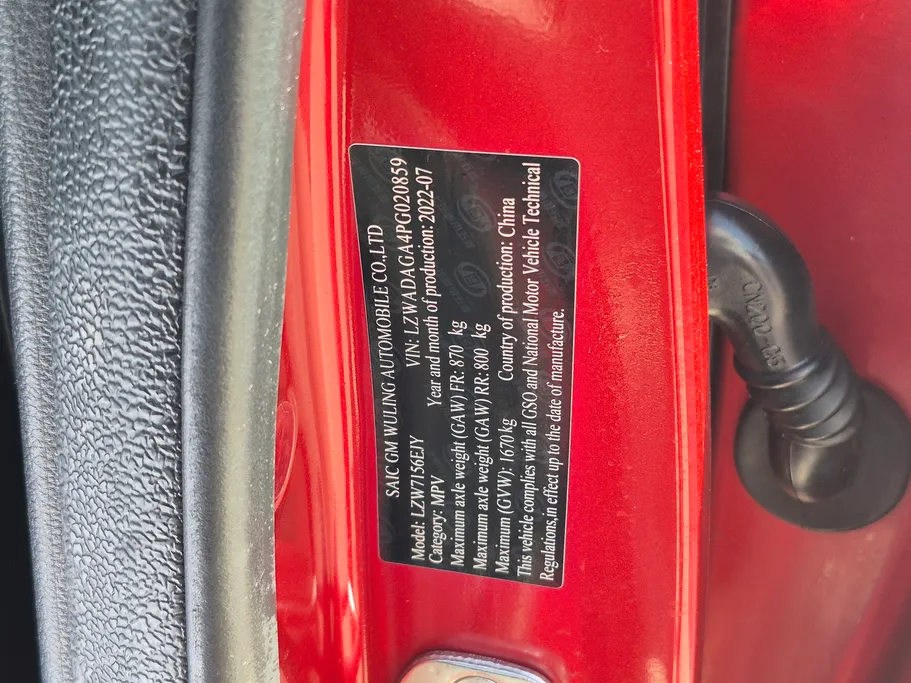 SAIC GM WULING AUTOMOBILE CO.,LTD
Model: LZW7156EJY VIN: LZWADAGA4PG020859
Category: MPV Year and month of production: 2022-07
Maximum axle weight (GAW) FR: 870 kg
Maximum axle weight (GAW) RR: 800 kg
Maximum (GVW): 1670 kg Country of production: China
This vehicle complies with all GSO and National Motor Vehicle Technical
Regulations,in effect up to the date of manufacture.